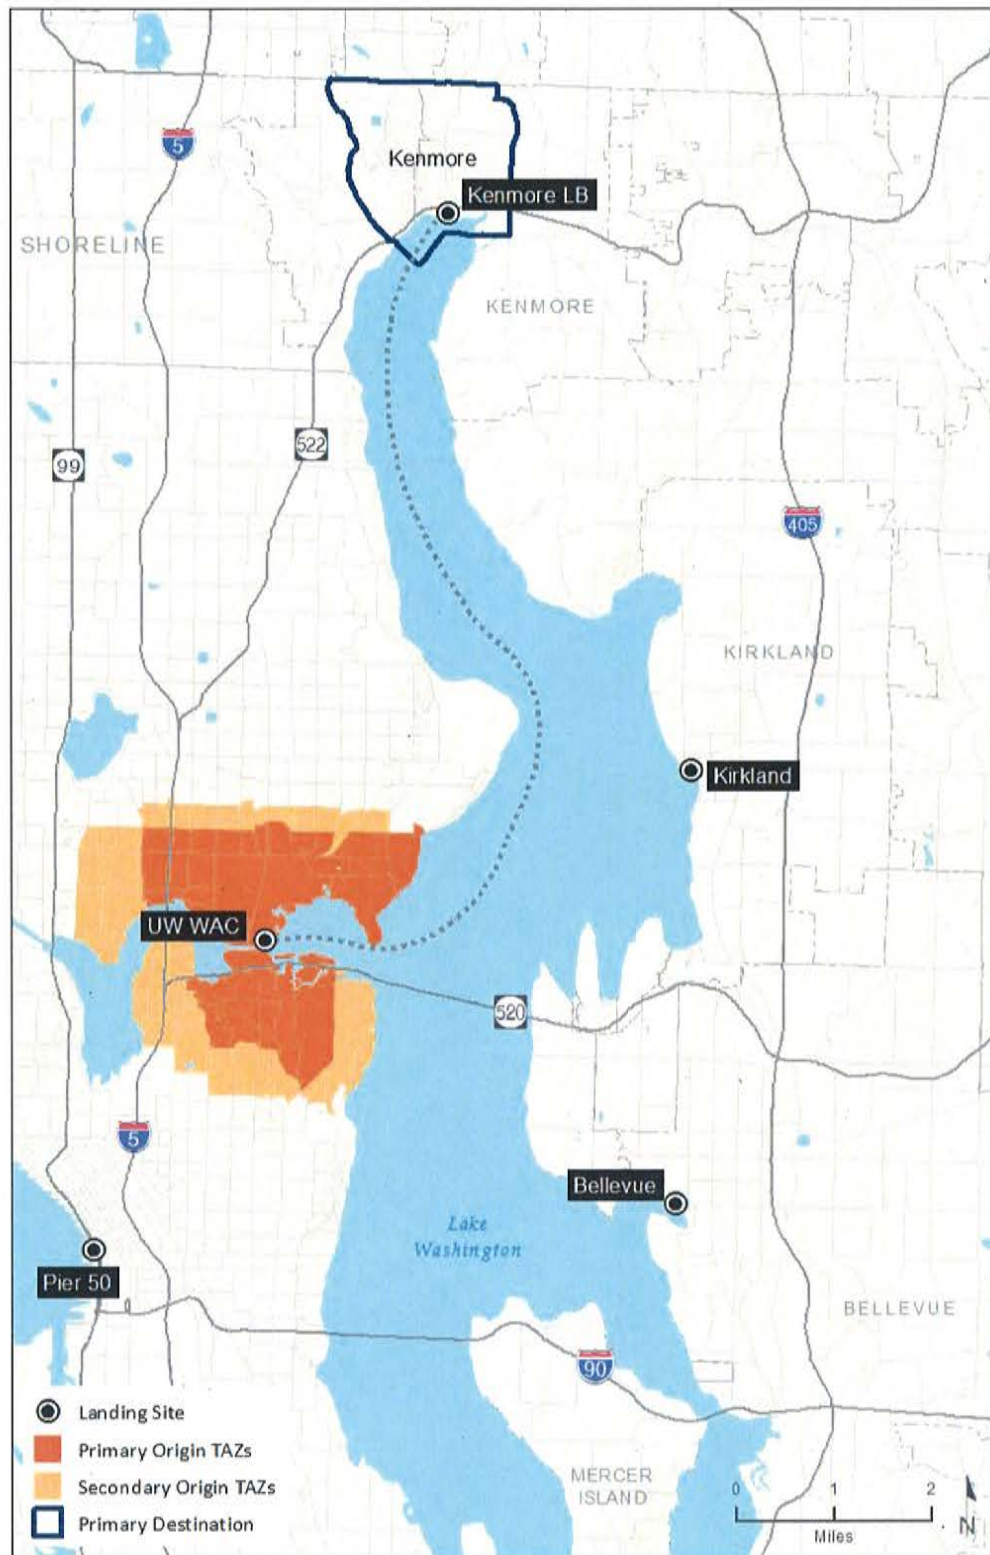 5
Kenmore
Kenmore LB
SHORELINE
KENMORE
522
99
405
KIRKLAND
Kirkland
UW WAC
520
5
Bellevue
Lake
Washington
Pier 50
BELLEVUE
90
Landing Site
Primary Origin TAZs
Secondary Origin TAZs
Primary Destination
MERCER
ISLAND
0 1 2
Miles
N